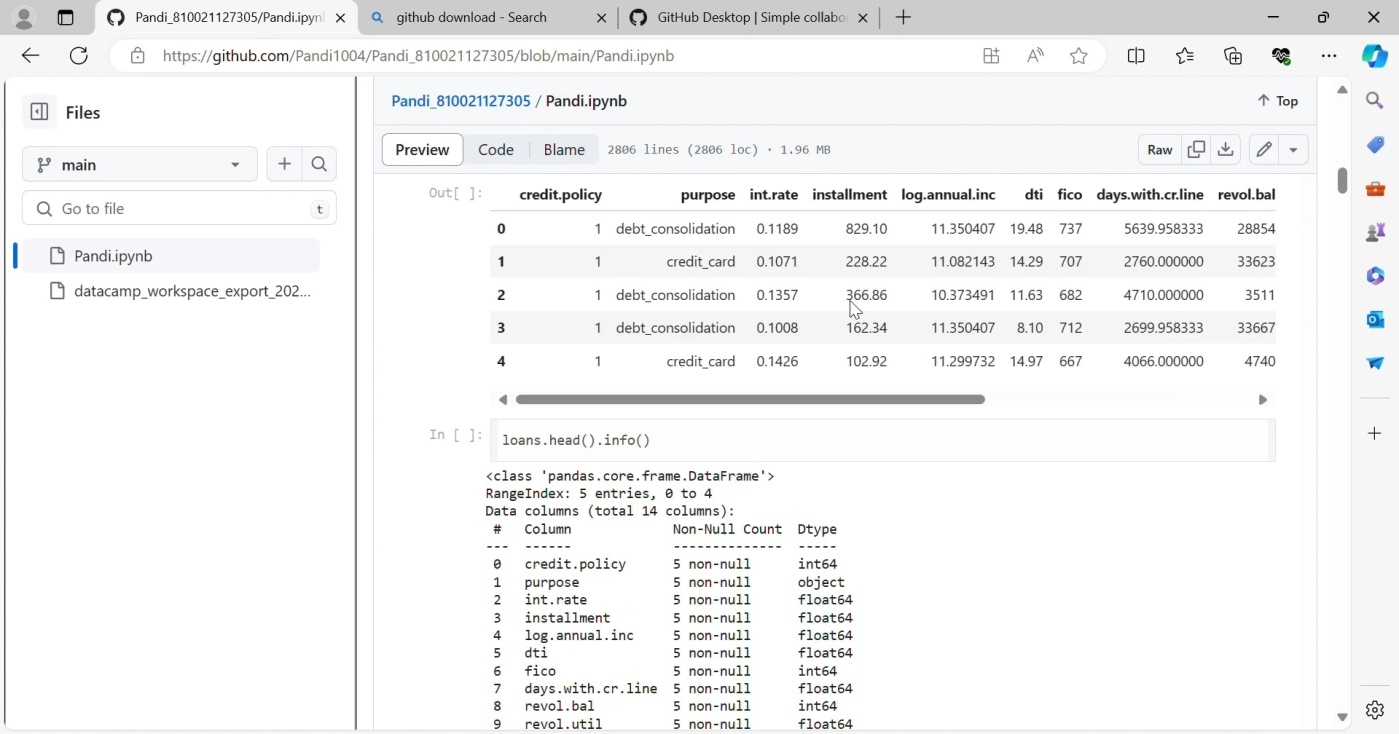 Pandi_810021127305/Pandi.ipyn
github download - Search
GitHub Desktop | Simple collabo
https://github.com/Pandi1004/Pandi_810021127305/blob/main/Pandi.ipynb
Files
Pandi_810021127305 / Pandi.ipynb
Top
main
Preview Code Blame 2806 lines (2806 loc) · 1.96 MB
Raw
Go to file t
Pandi.ipynb
datacamp_workspace_export_202...
Out[ ]: credit.policy purpose int.rate installment log.annual.inc dti fico days.with.cr.line revol.bal
0 1 debt_consolidation 0.1189 829.10 11.350407 19.48 737 5639.958333 28854
1 1 credit_card 0.1071 228.22 11.082143 14.29 707 2760.000000 33623
2 1 debt_consolidation 0.1357 366.86 10.373491 11.63 682 4710.000000 3511
3 1 debt_consolidation 0.1008 162.34 11.350407 8.10 712 2699.958333 33667
4 1 credit_card 0.1426 102.92 11.299732 14.97 667 4066.000000 4740
In [ ]: loans.head().info()
<class 'pandas.core.frame.DataFrame'>
RangeIndex: 5 entries, 0 to 4
Data columns (total 14 columns):
# Column Non-Null Count Dtype
--- ------ -------------- -----
0 credit.policy 5 non-null int64
1 purpose 5 non-null object
2 int.rate 5 non-null float64
3 installment 5 non-null float64
4 log.annual.inc 5 non-null float64
5 dti 5 non-null float64
6 fico 5 non-null int64
7 days.with.cr.line 5 non-null float64
8 revol.bal 5 non-null int64
9 revol.util 5 non-null float64